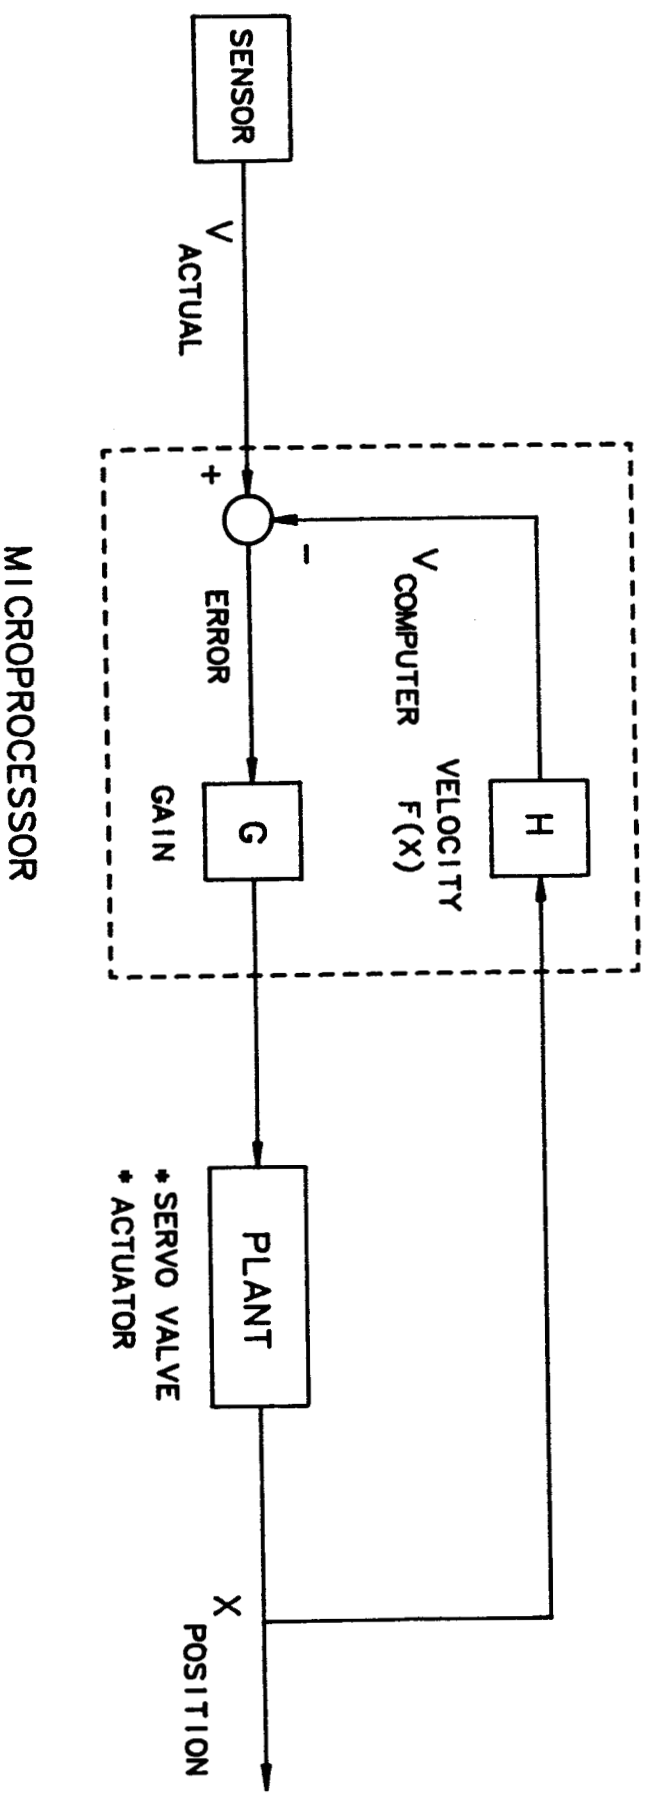 SENSOR
V ACTUAL
+
-
ERROR
V COMPUTER
H
VELOCITY
F(X)
G
GAIN
PLANT
* SERVO VALVE
* ACTUATOR
X POSITION
MICROPROCESSOR